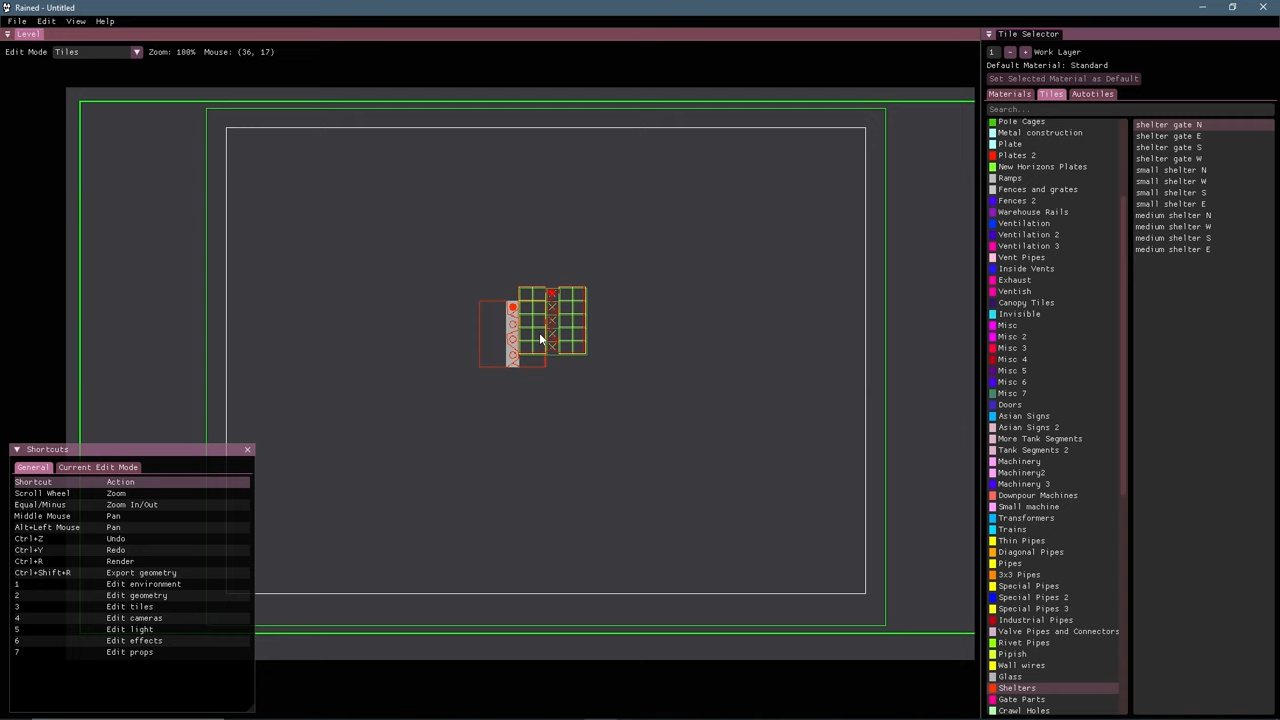 Rained - Untitled
File Edit View Help
Level
Edit Mode Tiles Zoom: 100% Mouse: (36, 17)
Tile Selector
1 - + Work Layer
Default Material: Standard
Set Selected Material as Default
Materials Tiles Autotiles
Search...
Pole Cages
Metal construction
Plate
Plates 2
New Horizons Plates
Ramps
Fences and grates
Fences 2
Warehouse Rails
Ventilation
Ventilation 2
Ventilation 3
Vent Pipes
Inside Vents
Exhaust
Ventish
Canopy Tiles
Invisible
Misc
Misc 2
Misc 3
Misc 4
Misc 5
Misc 6
Misc 7
Doors
Asian Signs
Asian Signs 2
More Tank Segments
Tank Segments 2
Machinery
Machinery2
Machinery 3
Downpour Machines
Small machine
Transformers
Trains
Thin Pipes
Diagonal Pipes
Pipes
3x3 Pipes
Special Pipes
Special Pipes 2
Special Pipes 3
Industrial Pipes
Valve Pipes and Connectors
Rivet Pipes
Pipish
Wall wires
Glass
Shelters
Gate Parts
Crawl Holes
shelter gate N
shelter gate E
shelter gate S
shelter gate W
small shelter N
small shelter W
small shelter S
small shelter E
medium shelter N
medium shelter W
medium shelter S
medium shelter E
Shortcuts
General Current Edit Mode
Shortcut Action
Scroll Wheel Zoom
Equal/Minus Zoom In/Out
Middle Mouse Pan
Alt+Left Mouse Pan
Ctrl+Z Undo
Ctrl+Y Redo
Ctrl+R Render
Ctrl+Shift+R Export geometry
1 Edit environment
2 Edit geometry
3 Edit tiles
4 Edit cameras
5 Edit light
6 Edit effects
7 Edit props